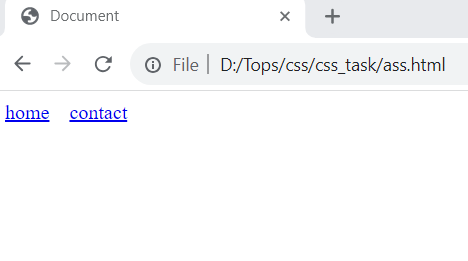 Document
File | D:/Tops/css/css_task/ass.html
home contact